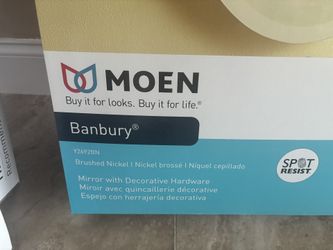 MOEN
Buy it for looks. Buy it for life.®
Banbury®
Y2692BN
Brushed Nickel | Nickel brossé | Níquel cepillado
Mirror with Decorative Hardware
Miroir avec quincaillerie décorative
Espejo con herrajería decorativa
SPOT
RESIST